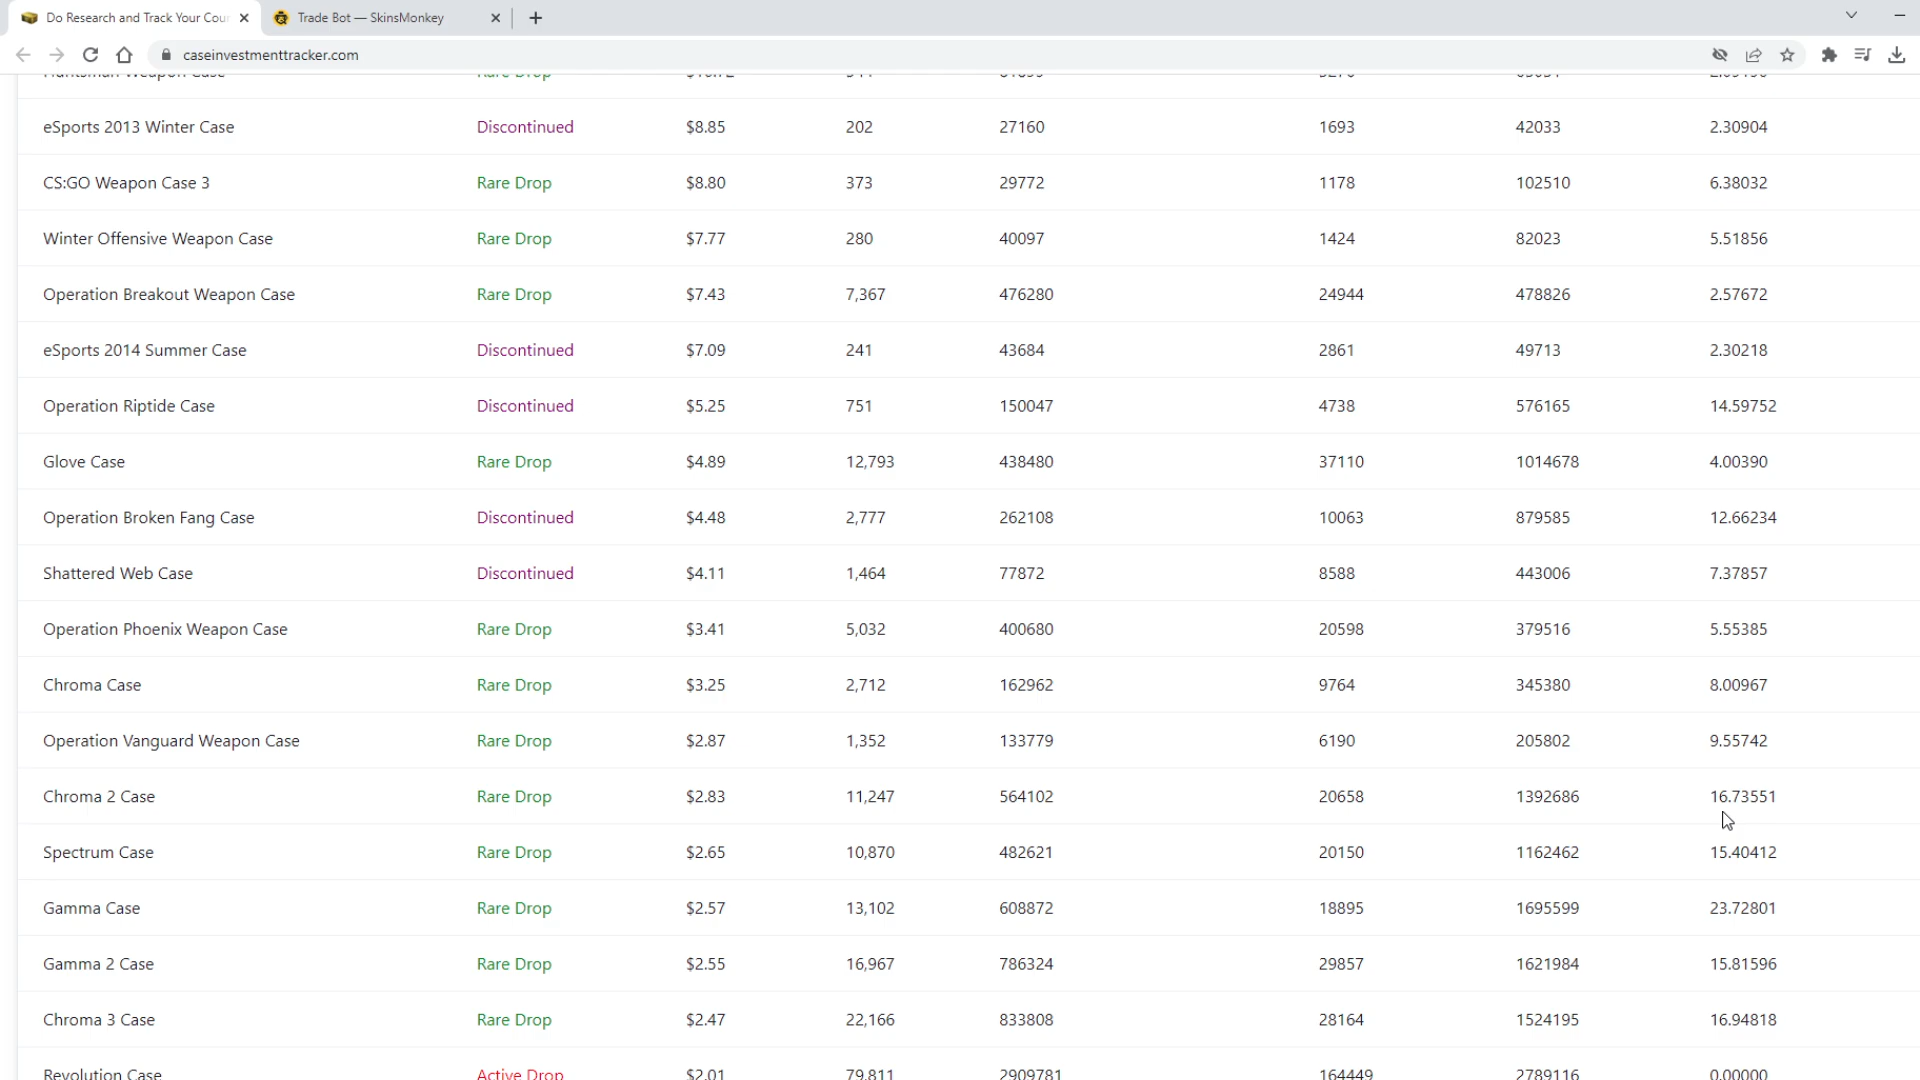 Do Research and Track Your Cou
Trade Bot — SkinsMonkey
caseinvestmenttracker.com
Huntsman Weapon Case Rare Drop
eSports 2013 Winter Case Discontinued $8.85 202 27160 1693 42033 2.30904
CS:GO Weapon Case 3 Rare Drop $8.80 373 29772 1178 102510 6.38032
Winter Offensive Weapon Case Rare Drop $7.77 280 40097 1424 82023 5.51856
Operation Breakout Weapon Case Rare Drop $7.43 7,367 476280 24944 478826 2.57672
eSports 2014 Summer Case Discontinued $7.09 241 43684 2861 49713 2.30218
Operation Riptide Case Discontinued $5.25 751 150047 4738 576165 14.59752
Glove Case Rare Drop $4.89 12,793 438480 37110 1014678 4.00390
Operation Broken Fang Case Discontinued $4.48 2,777 262108 10063 879585 12.66234
Shattered Web Case Discontinued $4.11 1,464 77872 8588 443006 7.37857
Operation Phoenix Weapon Case Rare Drop $3.41 5,032 400680 20598 379516 5.55385
Chroma Case Rare Drop $3.25 2,712 162962 9764 345380 8.00967
Operation Vanguard Weapon Case Rare Drop $2.87 1,352 133779 6190 205802 9.55742
Chroma 2 Case Rare Drop $2.83 11,247 564102 20658 1392686 16.73551
Spectrum Case Rare Drop $2.65 10,870 482621 20150 1162462 15.40412
Gamma Case Rare Drop $2.57 13,102 608872 18895 1695599 23.72801
Gamma 2 Case Rare Drop $2.55 16,967 786324 29857 1621984 15.81596
Chroma 3 Case Rare Drop $2.47 22,166 833808 28164 1524195 16.94818
Revolution Case Active Drop $2.01 79,811 2909781 164449 2789116 0.00000